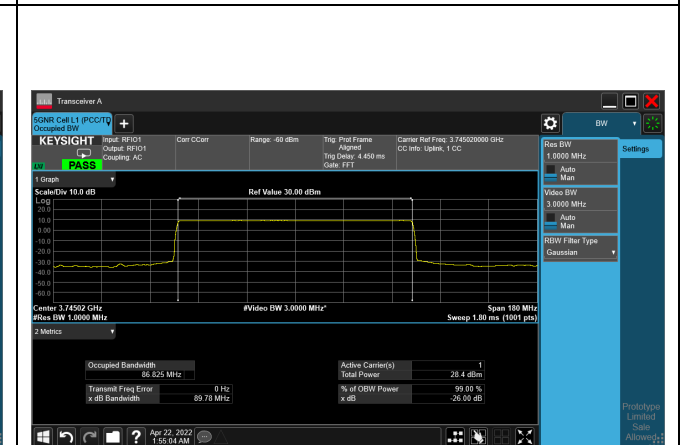 Transceiver A
5GNR Cell L1 (PCC/TD
Occupied BW
KEYSIGHT
PASS
Input: RFIO1
Output: RFIO1
Coupling: AC
Corr CCorr
Range: -60 dBm
Trig: Prot Frame
Aligned
Trig Delay: 4.450 ms
Gate: FFT
Carrier Ref Freq: 3.745020000 GHz
CC Info: Uplink, 1 CC
BW
Settings
Res BW
1.0000 MHz
Auto
Man
Video BW
3.0000 MHz
Auto
Man
RBW Filter Type
Gaussian
1 Graph
Scale/Div 10.0 dB
Ref Value 30.00 dBm
Log
20.0
10.0
0.00
-10.0
-20.0
-30.0
-40.0
-50.0
-60.0
Center 3.74502 GHz
#Video BW 3.0000 MHz*
Span 180 MHz
#Res BW 1.0000 MHz
Sweep 1.80 ms (1001 pts)
2 Metrics
Occupied Bandwidth
86.825 MHz
Transmit Freq Error 0 Hz
x dB Bandwidth 89.78 MHz
Active Carrier(s) 1
Total Power 28.4 dBm
% of OBW Power 99.00 %
x dB -26.00 dB
Prototype
Limited
Sale
Allowed
Apr 22, 2022
1:55:04 AM